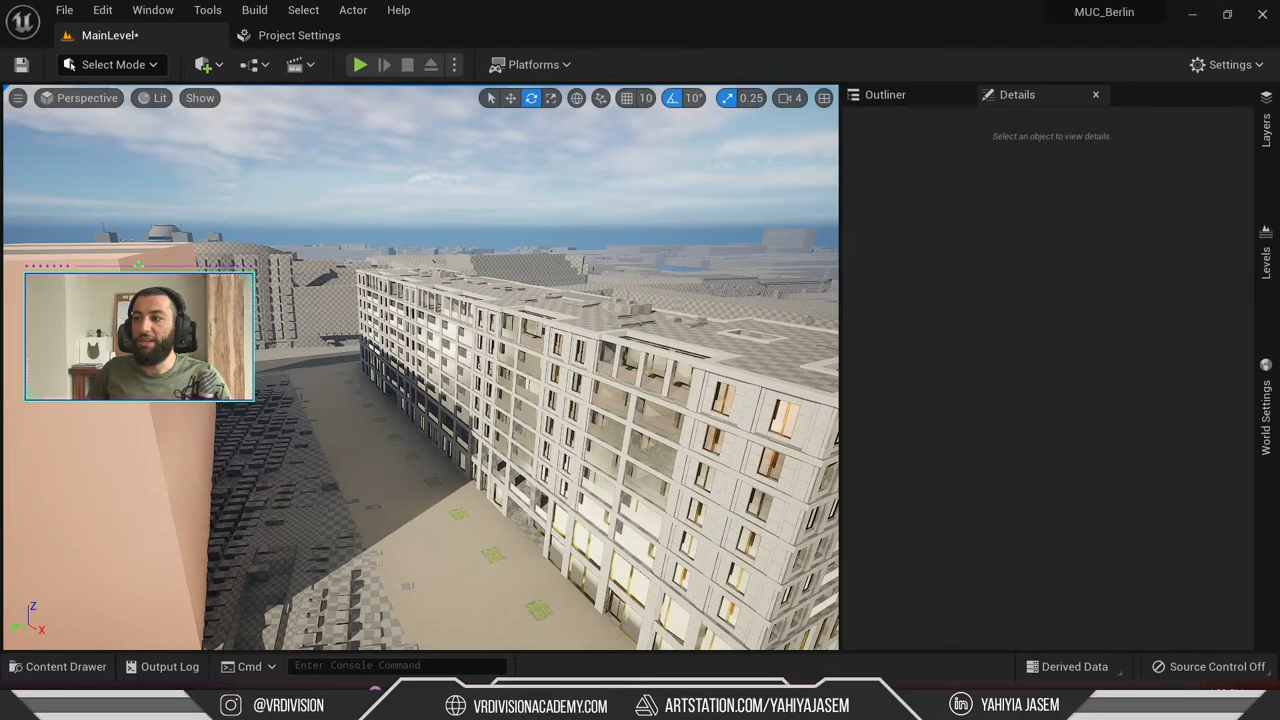 File Edit Window Tools Build Select Actor Help MUC_Berlin
MainLevel* Project Settings
Select Mode Platforms Settings
Perspective Lit Show 10 10° 0.25 4 Outliner Details
Select an object to view details.
Layers
Levels
World Settings
Z
X
Content Drawer Output Log Cmd Enter Console Command Derived Data Source Control Off
@VRDIVISION VRDIVISIONACADEMY.COM ARTSTATION.COM/YAHIYAJASEM YAHIYIA JASEM